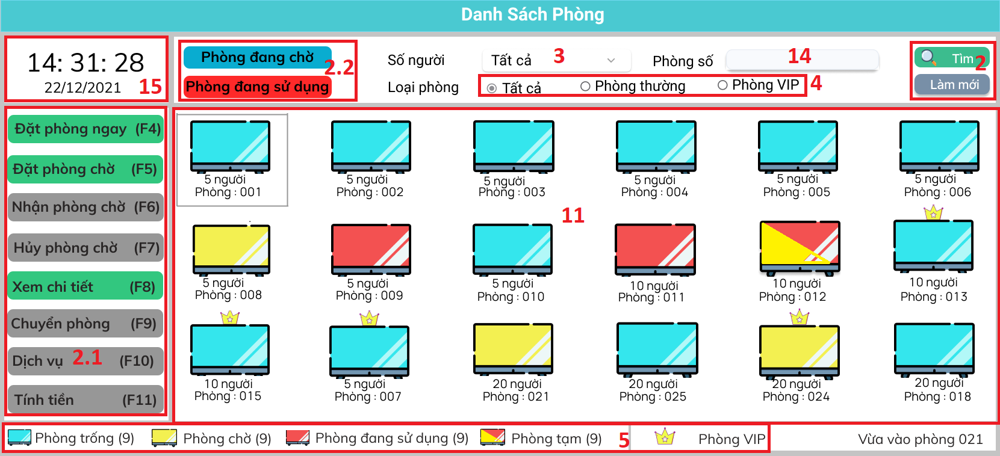 Danh Sách Phòng
14: 31: 28
22/12/2021
15
Phòng đang chờ
2.2
Phòng đang sử dụng
Số người
Tất cả
3
Phòng số
14
Loại phòng
Tất cả
Phòng thường
Phòng VIP
4
Tìm
2
Làm mới
Đặt phòng ngay (F4)
Đặt phòng chờ (F5)
Nhận phòng chờ (F6)
Hủy phòng chờ (F7)
Xem chi tiết (F8)
Chuyển phòng (F9)
Dịch vụ 2.1 (F10)
Tính tiền (F11)
5 người
Phòng : 001
5 người
Phòng : 002
5 người
Phòng : 003
5 người
Phòng : 004
5 người
Phòng : 005
5 người
Phòng : 006
11
5 người
Phòng : 008
5 người
Phòng : 009
5 người
Phòng : 010
10 người
Phòng : 011
10 người
Phòng : 012
10 người
Phòng : 013
10 người
Phòng : 015
5 người
Phòng : 007
20 người
Phòng : 021
20 người
Phòng : 025
20 người
Phòng : 024
20 người
Phòng : 018
Phòng trống (9)
Phòng chờ (9)
Phòng đang sử dụng (9)
Phòng tạm (9)
5
Phòng VIP
Vừa vào phòng 021